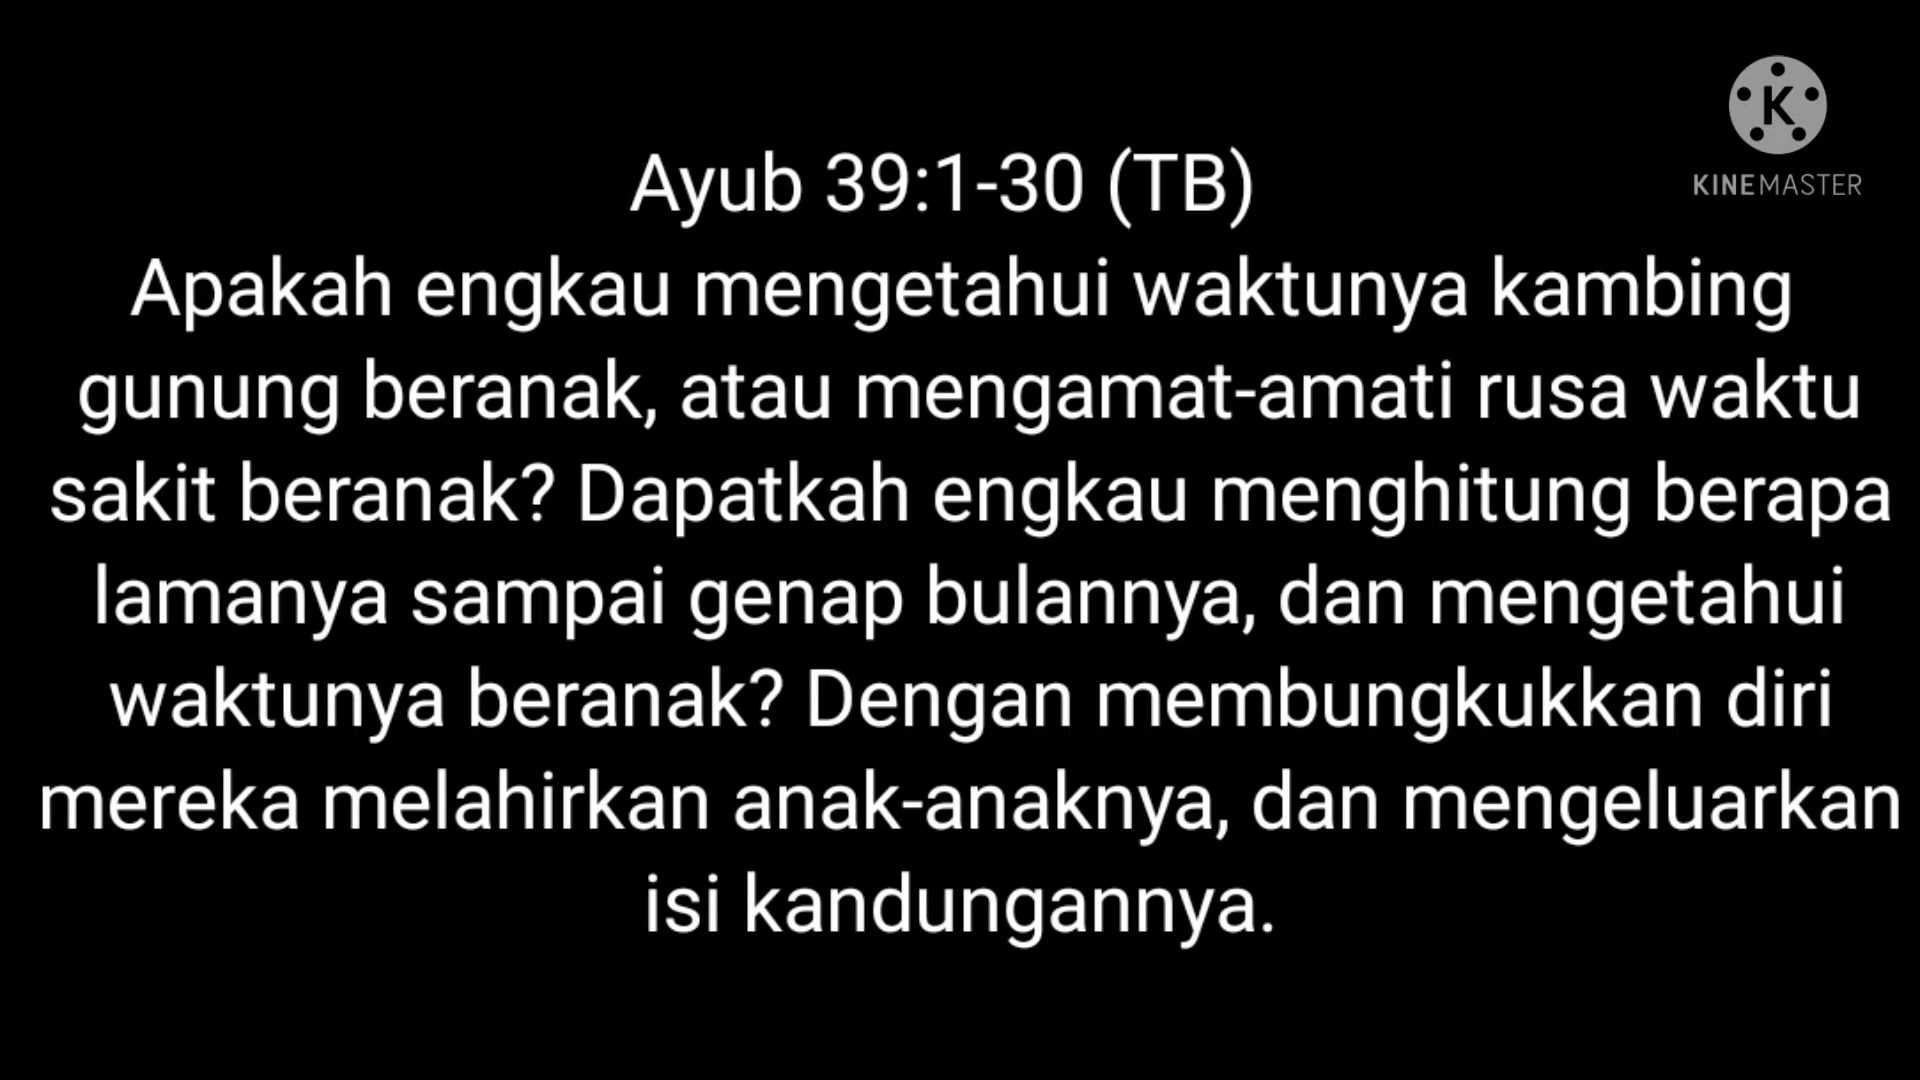 Ayub 39:1-30 (TB)
Apakah engkau mengetahui waktunya kambing
gunung beranak, atau mengamat-amati rusa waktu
sakit beranak? Dapatkah engkau menghitung berapa
lamanya sampai genap bulannya, dan mengetahui
waktunya beranak? Dengan membungkukkan diri
mereka melahirkan anak-anaknya, dan mengeluarkan
isi kandungannya.
K
KINEMASTER